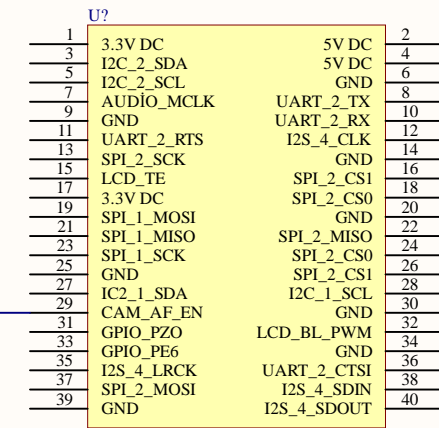 U?
1 3.3V DC 5V DC 2
3 I2C_2_SDA 5V DC 4
5 I2C_2_SCL GND 6
7 AUDİO_MCLK UART_2_TX 8
9 GND UART_2_RX 10
11 UART_2_RTS I2S_4_CLK 12
13 SPI_2_SCK GND 14
15 LCD_TE SPI_2_CS1 16
17 3.3V DC SPI_2_CS0 18
19 SPI_1_MOSI GND 20
21 SPI_1_MISO SPI_2_MISO 22
23 SPI_1_SCK SPI_2_CS0 24
25 GND SPI_2_CS1 26
27 IC2_1_SDA I2C_1_SCL 28
29 CAM_AF_EN GND 30
31 GPIO_PZO LCD_BL_PWM 32
33 GPIO_PE6 GND 34
35 I2S_4_LRCK UART_2_CTSI 36
37 SPI_2_MOSI I2S_4_SDIN 38
39 GND I2S_4_SDOUT 40